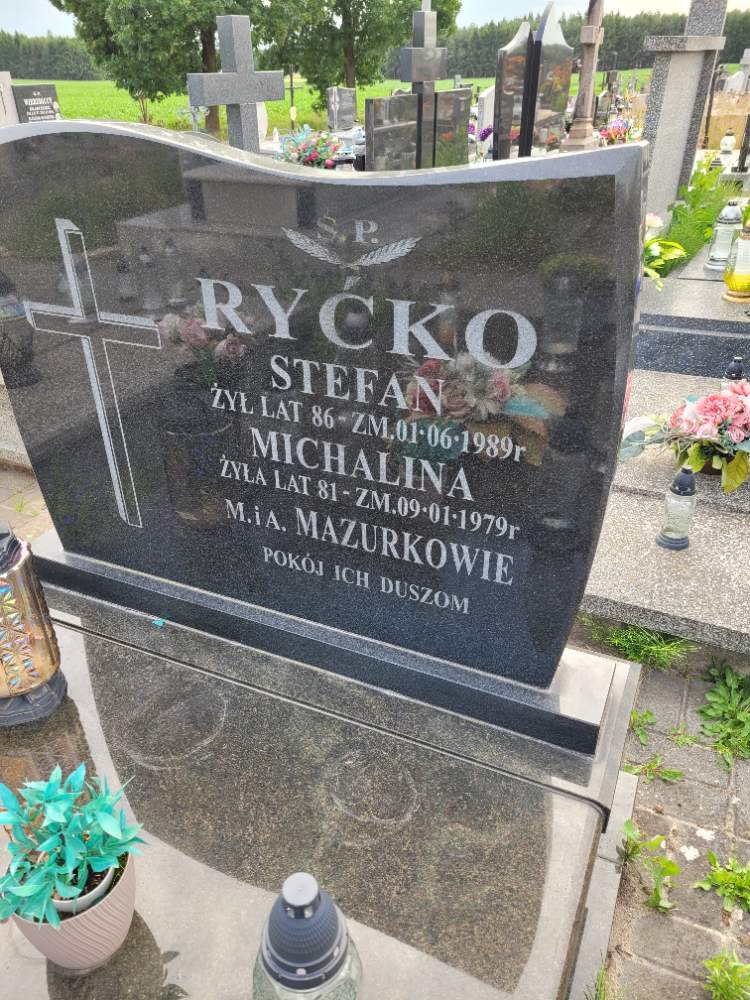 Ś. P.
RYĆKO
STEFAN
ŻYŁ LAT 86 - ZM. 01·06·1989r
MICHALINA
ŻYŁA LAT 81 - ZM. 09·01·1979r
M. i A. MAZURKOWIE
POKÓJ ICH DUSZOM